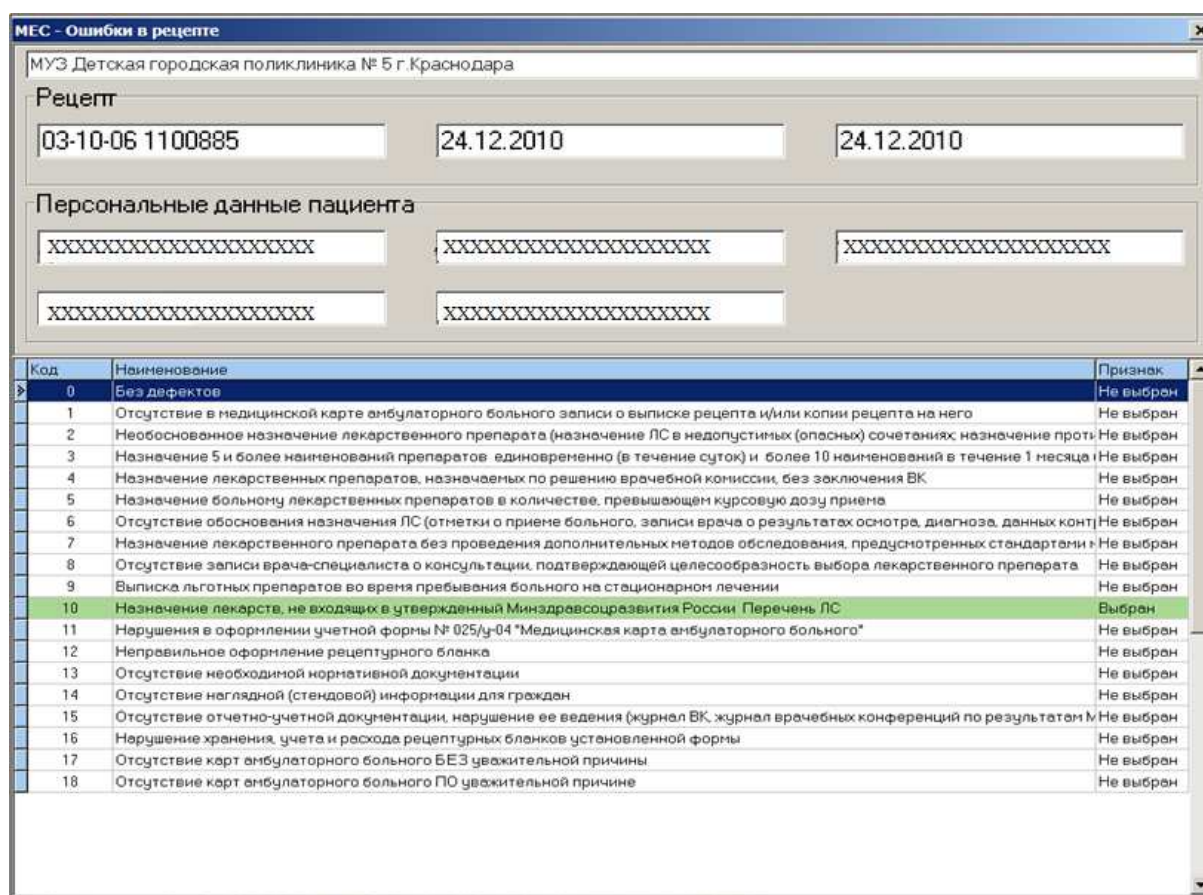 МЕС - Ошибки в рецепте
МУЗ Детская городская поликлиника № 5 г.Краснодара
Рецепт
03-10-06 1100885 24.12.2010 24.12.2010
Персональные данные пациента
XXXXXXXXXXXXXXXXXXXX XXXXXXXXXXXXXXXXXXXX XXXXXXXXXXXXXXXXXXXX
XXXXXXXXXXXXXXXXXXXX XXXXXXXXXXXXXXXXXXXX
Код Наименование Признак
0 Без дефектов Не выбран
1 Отсутствие в медицинской карте амбулаторного больного записи о выписке рецепта и/или копии рецепта на него Не выбран
2 Необоснованное назначение лекарственного препарата (назначение ЛС в недопустимых (опасных) сочетаниях; назначение проти Не выбран
3 Назначение 5 и более наименований препаратов единовременно (в течение суток) и более 10 наименований в течение 1 месяца Не выбран
4 Назначение лекарственных препаратов, назначаемых по решению врачебной комиссии, без заключения ВК Не выбран
5 Назначение больному лекарственных препаратов в количестве, превышающем курсовую дозу приема Не выбран
6 Отсутствие обоснования назначения ЛС (отметки о приеме больного, записи врача о результатах осмотра, диагноза, данных конт Не выбран
7 Назначение лекарственного препарата без проведения дополнительных методов обследования, предусмотренных стандартами Не выбран
8 Отсутствие записи врача-специалиста о консультации, подтверждающей целесообразность выбора лекарственного препарата Не выбран
9 Выписка льготных препаратов во время пребывания больного на стационарном лечении Не выбран
10 Назначение лекарств, не входящих в утвержденный Минздравсоцразвития России Перечень ЛС Выбран
11 Нарушения в оформлении учетной формы № 025/у-04 "Медицинская карта амбулаторного больного" Не выбран
12 Неправильное оформление рецептурного бланка Не выбран
13 Отсутствие необходимой нормативной документации Не выбран
14 Отсутствие наглядной (стендовой) информации для граждан Не выбран
15 Отсутствие отчетно-учетной документации, нарушение ее ведения (журнал ВК, журнал врачебных конференций по результатам М Не выбран
16 Нарушение хранения, учета и расхода рецептурных бланков установленной формы Не выбран
17 Отсутствие карт амбулаторного больного БЕЗ уважительной причины Не выбран
18 Отсутствие карт амбулаторного больного ПО уважительной причине Не выбран